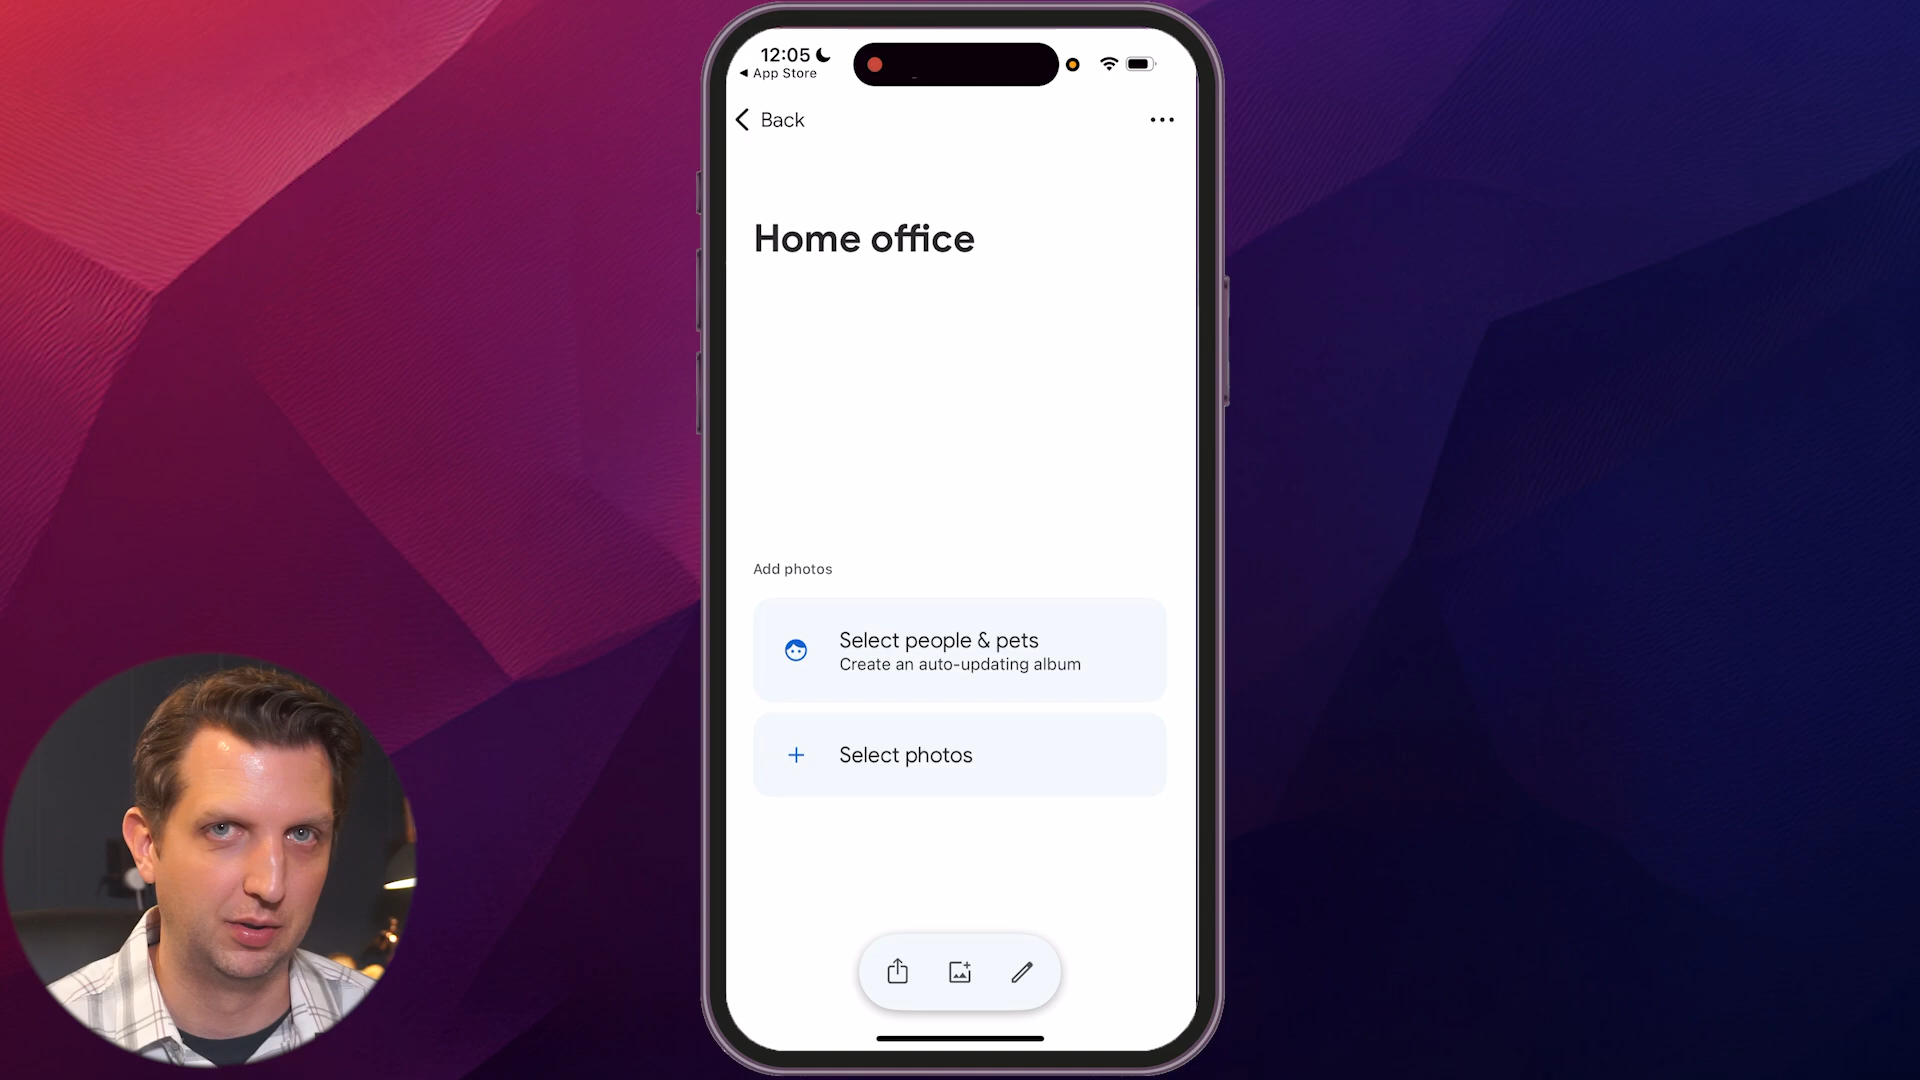 12:05
◀ App Store
Back
Home office
Add photos
Select people & pets
Create an auto-updating album
Select photos